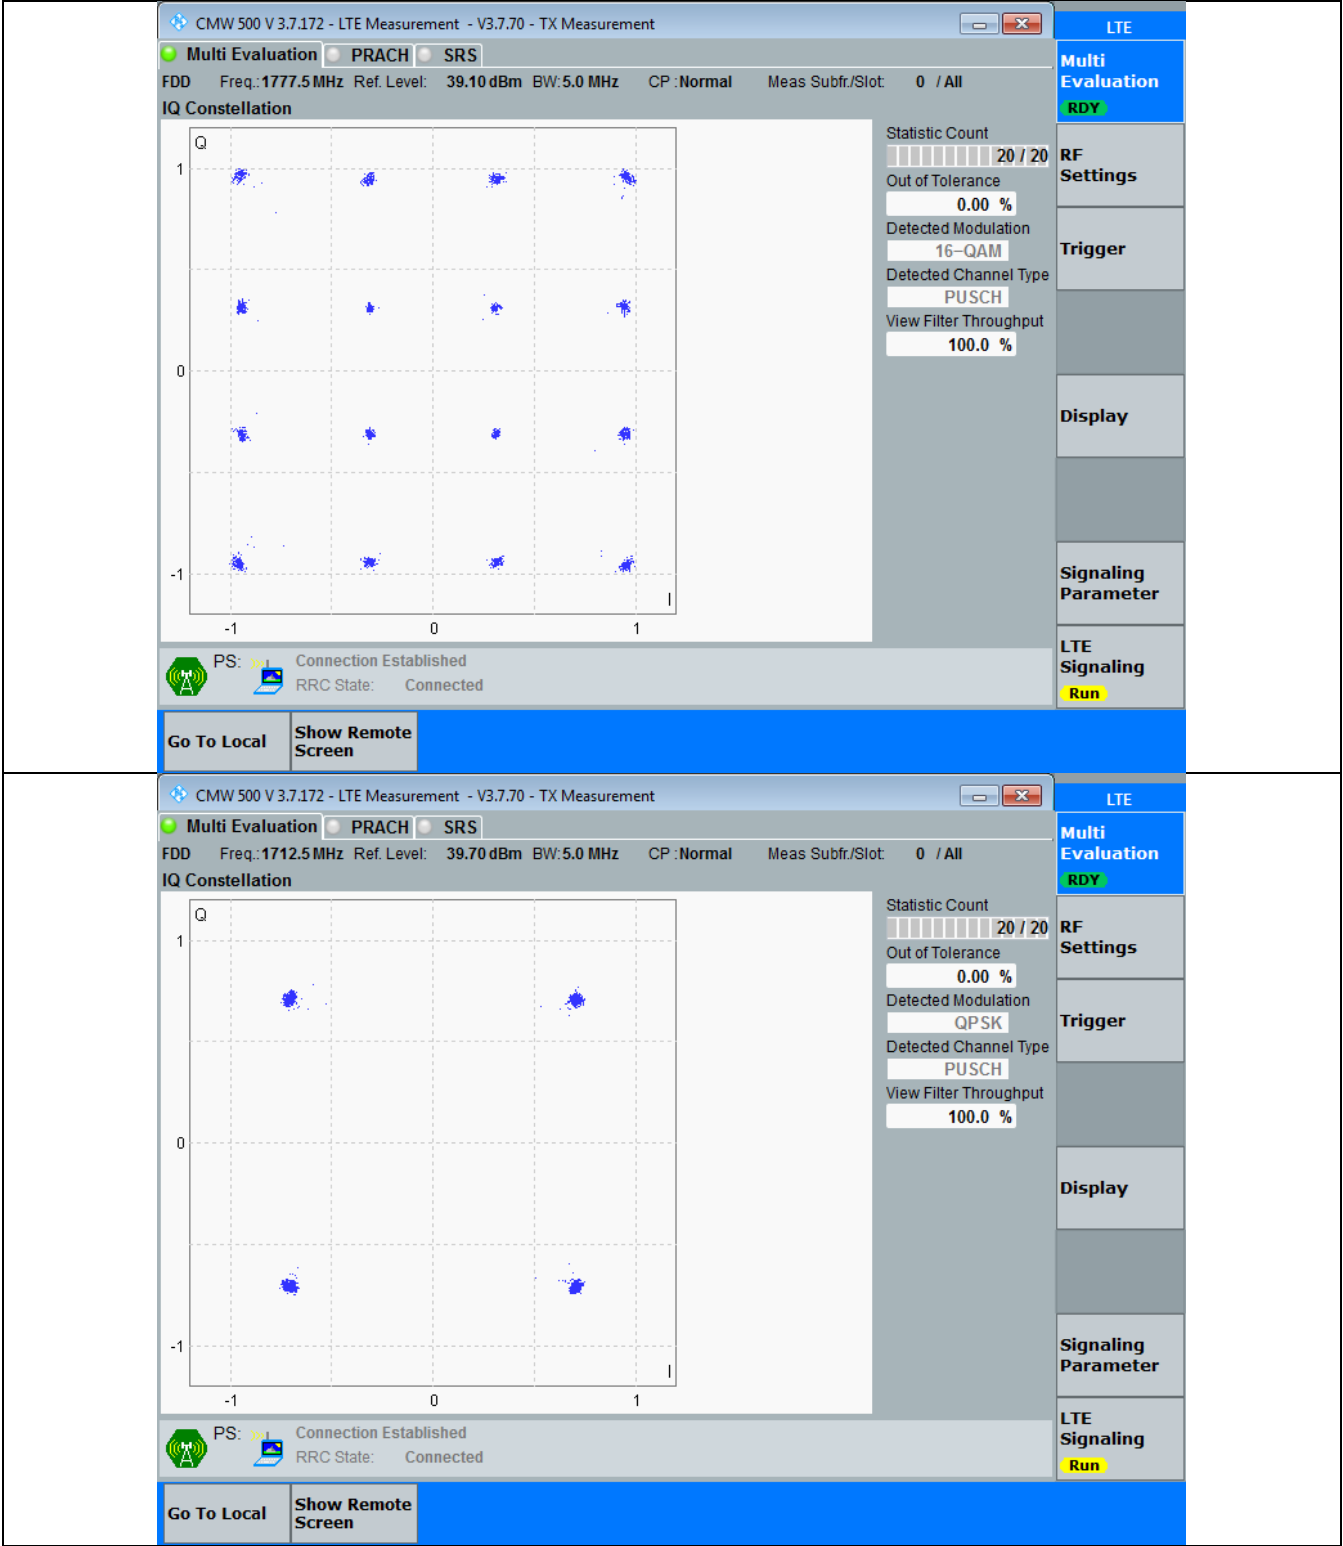 CMW 500 V 3.7.172 - LTE Measurement - V3.7.70 - TX Measurement
LTE
Multi Evaluation PRACH SRS
Multi
Evaluation
RDY
FDD Freq.: 1777.5 MHz Ref. Level: 39.10 dBm BW: 5.0 MHz CP : Normal Meas Subfr./Slot: 0 / All
IQ Constellation
Q
1
0
-1
I
-1 0 1
Statistic Count
20 / 20
Out of Tolerance
0.00 %
Detected Modulation
16-QAM
Detected Channel Type
PUSCH
View Filter Throughput
100.0 %
RF
Settings
Trigger
Display
Signaling
Parameter
LTE
Signaling
Run
PS: Connection Established
RRC State: Connected
Go To Local
Show Remote
Screen
CMW 500 V 3.7.172 - LTE Measurement - V3.7.70 - TX Measurement
LTE
Multi Evaluation PRACH SRS
Multi
Evaluation
RDY
FDD Freq.: 1712.5 MHz Ref. Level: 39.70 dBm BW: 5.0 MHz CP : Normal Meas Subfr./Slot: 0 / All
IQ Constellation
Q
1
0
-1
I
-1 0 1
Statistic Count
20 / 20
Out of Tolerance
0.00 %
Detected Modulation
QPSK
Detected Channel Type
PUSCH
View Filter Throughput
100.0 %
RF
Settings
Trigger
Display
Signaling
Parameter
LTE
Signaling
Run
PS: Connection Established
RRC State: Connected
Go To Local
Show Remote
Screen